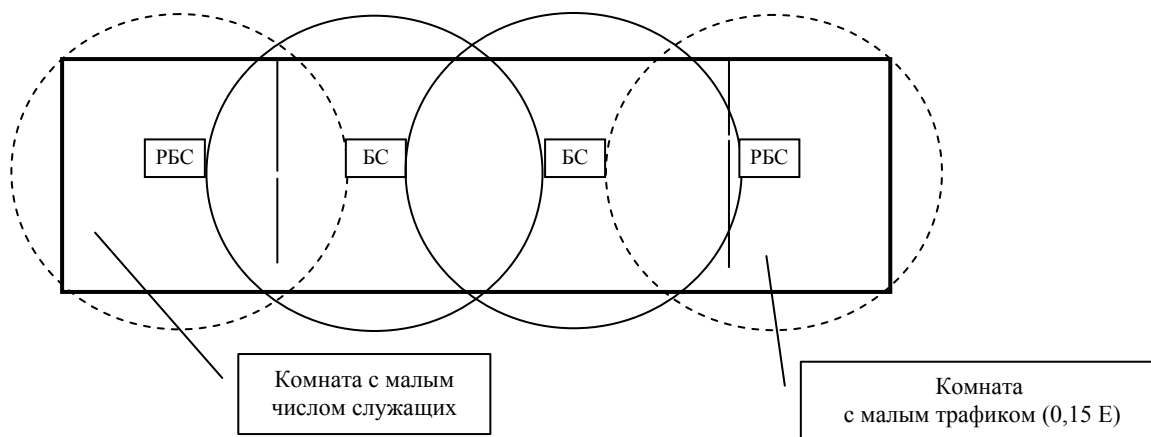 РБС
БС
БС
РБС
Комната с малым
числом служащих
Комната
с малым трафиком (0,15 Е)